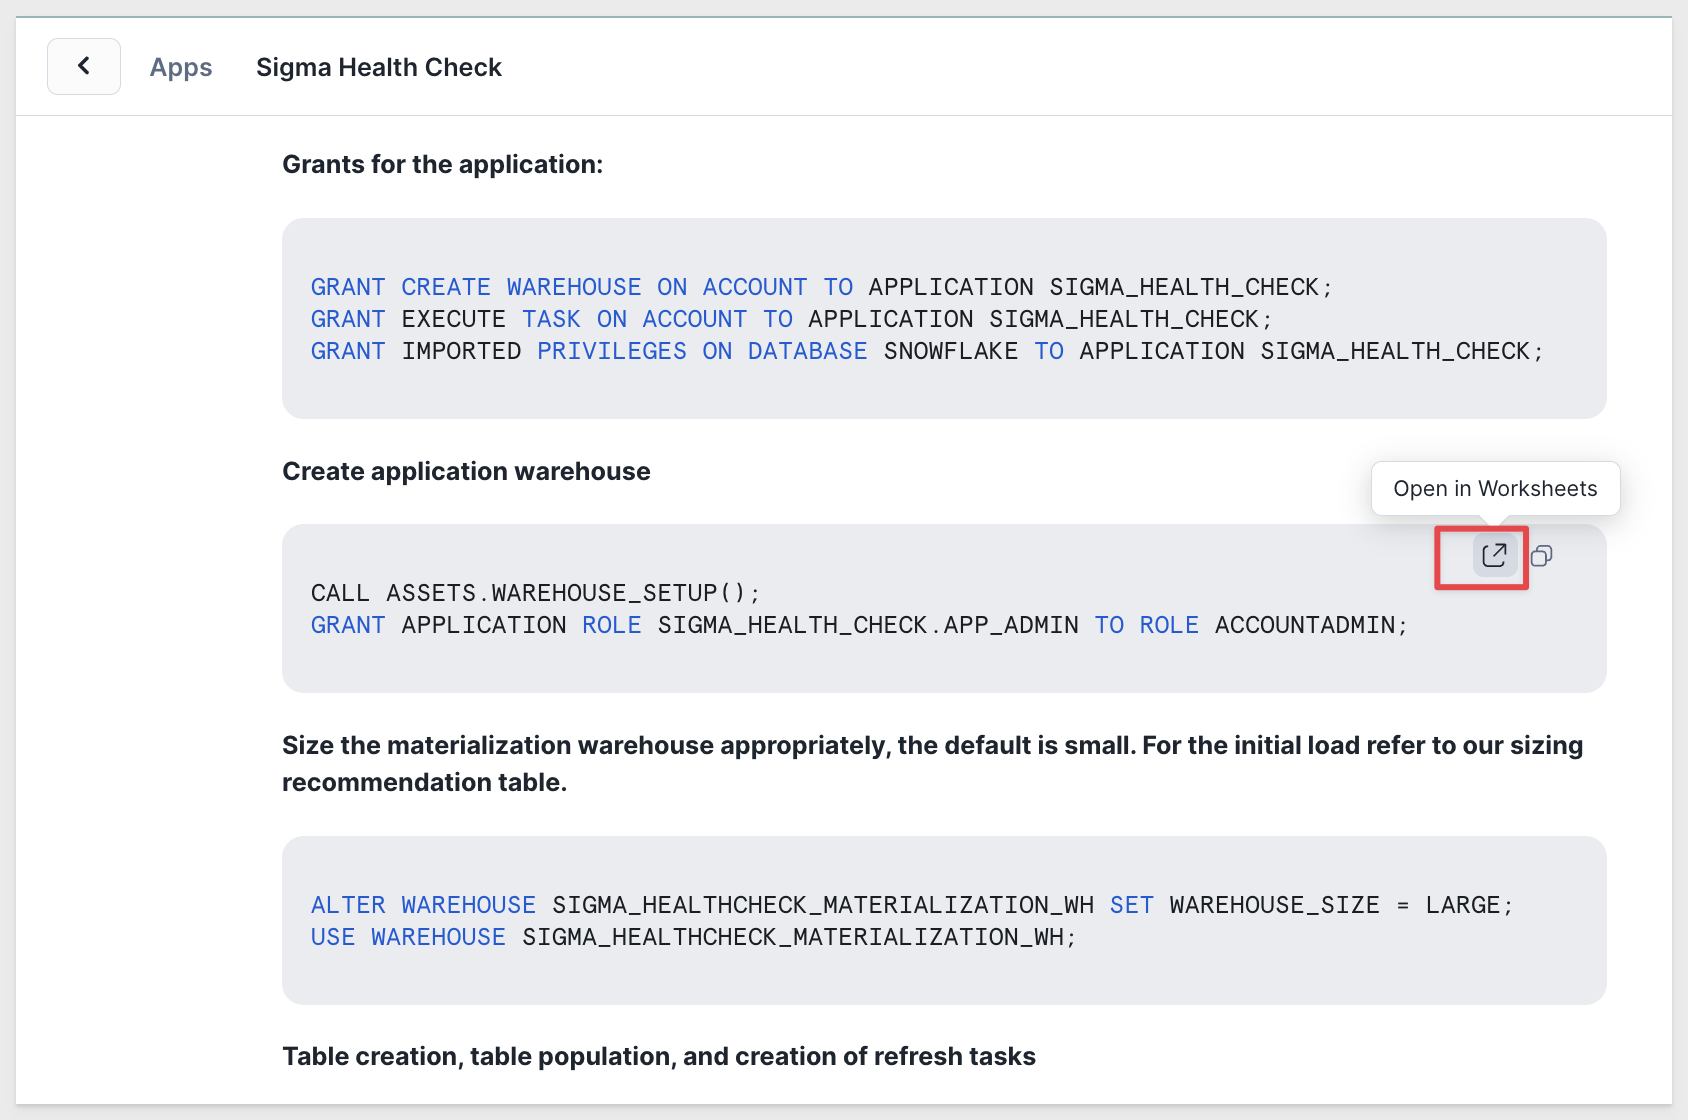 Apps Sigma Health Check
Grants for the application:
GRANT CREATE WAREHOUSE ON ACCOUNT TO APPLICATION SIGMA_HEALTH_CHECK;
GRANT EXECUTE TASK ON ACCOUNT TO APPLICATION SIGMA_HEALTH_CHECK;
GRANT IMPORTED PRIVILEGES ON DATABASE SNOWFLAKE TO APPLICATION SIGMA_HEALTH_CHECK;
Create application warehouse
Open in Worksheets
CALL ASSETS.WAREHOUSE_SETUP();
GRANT APPLICATION ROLE SIGMA_HEALTH_CHECK.APP_ADMIN TO ROLE ACCOUNTADMIN;
Size the materialization warehouse appropriately, the default is small. For the initial load refer to our sizing
recommendation table.
ALTER WAREHOUSE SIGMA_HEALTHCHECK_MATERIALIZATION_WH SET WAREHOUSE_SIZE = LARGE;
USE WAREHOUSE SIGMA_HEALTHCHECK_MATERIALIZATION_WH;
Table creation, table population, and creation of refresh tasks